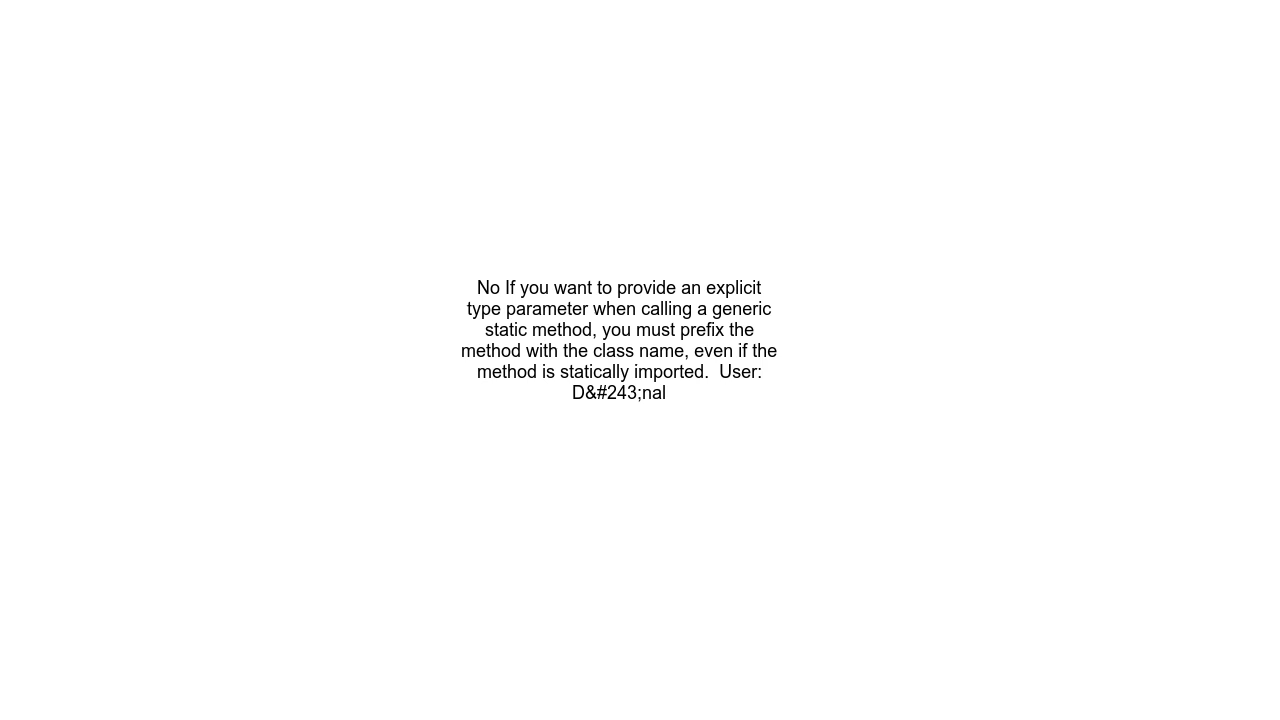 No If you want to provide an explicit
type parameter when calling a generic
static method, you must prefix the
method with the class name, even if the
method is statically imported.  User:
D&#243;nal